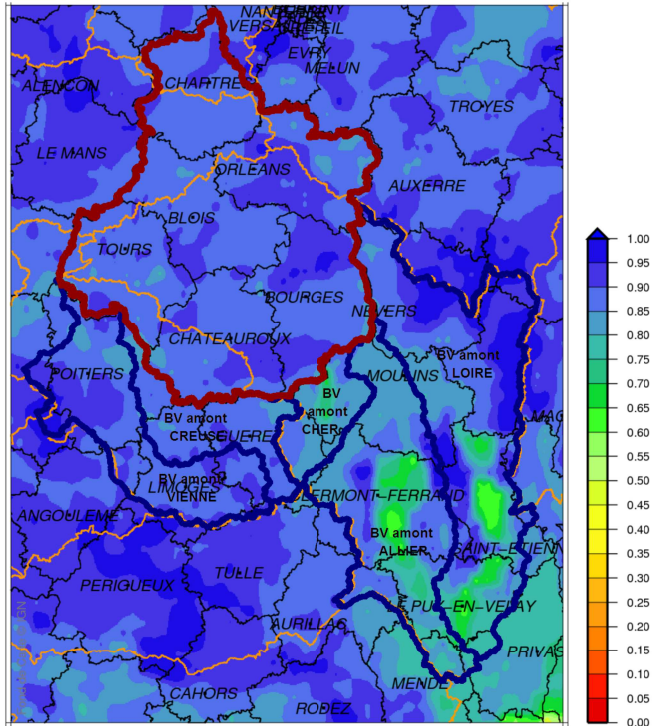 VERSAILLES
EVRY
MELUN
CHARTRE
ALENCON
TROYES
LE MANS
ORLEANS
AUXERRE
BLOIS
TOURS
BOURGES
NEVERS
CHATEAUROUX
BV amont
LOIRE
POITIERS
MOULINS
BV
amont
CHER
BV amont
CREUSE
GUERET
MAC
BV amont
VIENNE
LIMOGE
CLERMONT-FERRAND
ANGOULEME
BV amont
ALLIER
SAINT-ETIENN
TULLE
PERIGUEUX
LE PUY-EN-VELAY
AURILLAC
PRIVAS
MENDE
CAHORS
RODEZ
1.00
0.95
0.90
0.85
0.80
0.75
0.70
0.65
0.60
0.55
0.50
0.45
0.40
0.35
0.30
0.25
0.20
0.15
0.10
0.05
0.00